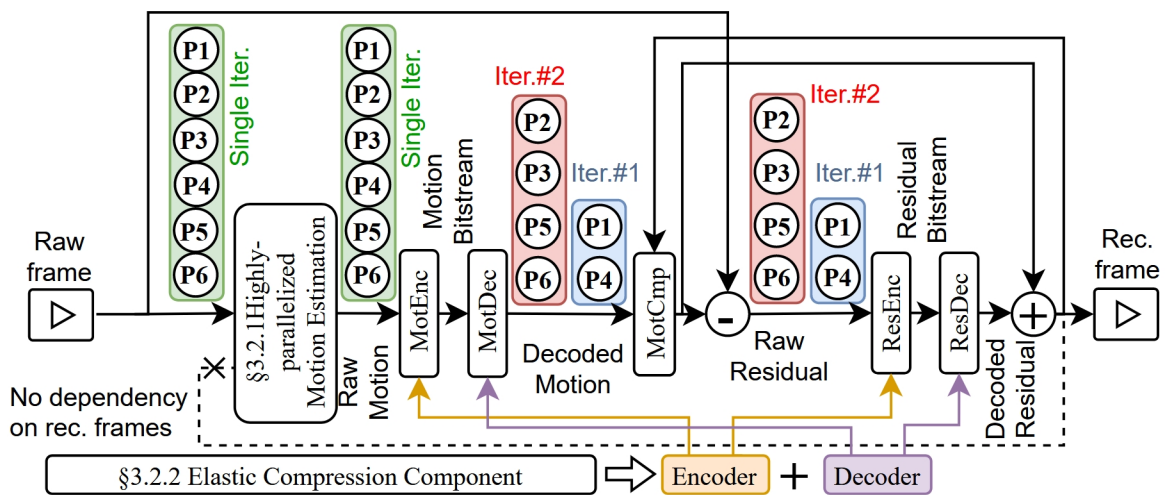 Raw
frame
P1
P2
P3
P4
P5
P6
Single Iter.
§3.2.1Highly-
parallelized
Motion Estimation
P1
P2
P3
P4
P5
P6
Single Iter.
Raw
Motion
MotEnc
Motion
Bitstream
MotDec
Iter.#2
P2
P3
P5
P6
Iter.#1
P1
P4
Decoded
Motion
MotCmp
-
Iter.#2
P2
P3
P5
P6
Iter.#1
P1
P4
Raw
Residual
ResEnc
Residual
Bitstream
ResDec
Decoded
Residual
+
Rec.
frame
No dependency
on rec. frames
§3.2.2 Elastic Compression Component
Encoder
+
Decoder